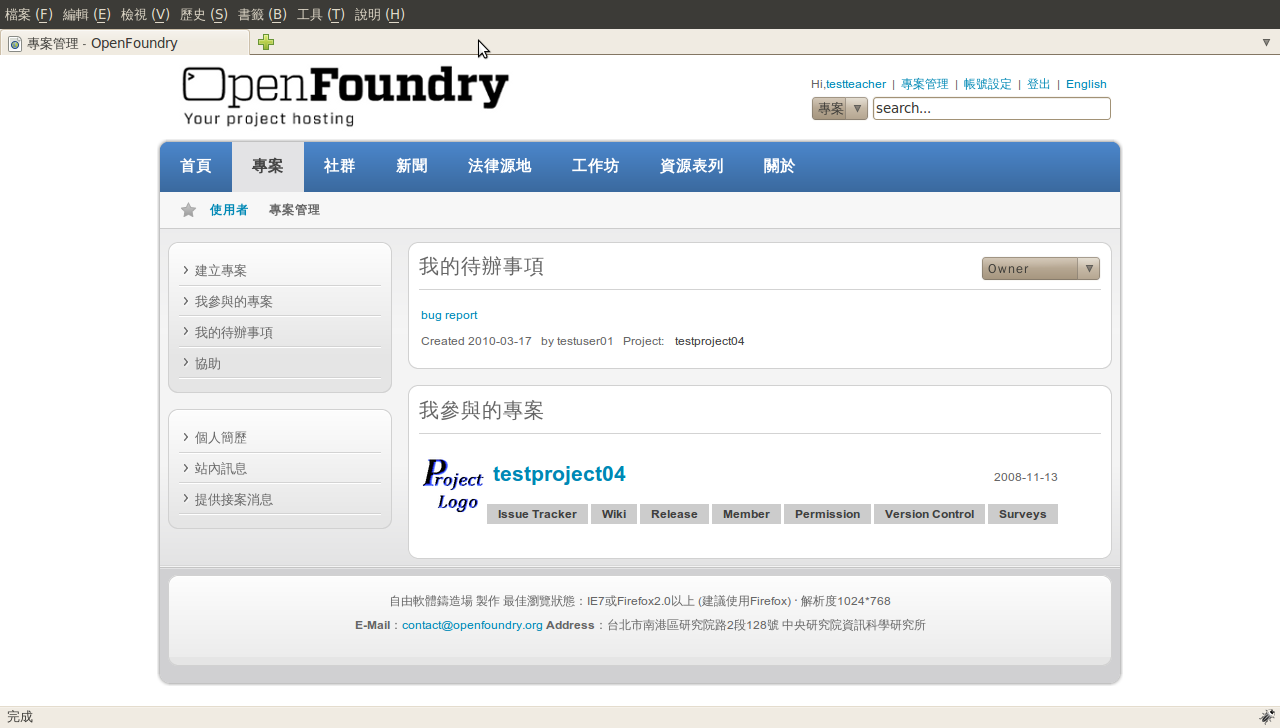 檔案 (F) 編輯 (E) 檢視 (V) 歷史 (S) 書籤 (B) 工具 (T) 說明 (H)
專案管理 - OpenFoundry
OpenFoundry
Your project hosting
Hi,testteacher | 專案管理 | 帳號設定 | 登出 | English
專案 search...
首頁 專案 社群 新聞 法律源地 工作坊 資源表列 關於
使用者 專案管理
建立專案
我參與的專案
我的待辦事項
協助
個人簡歷
站內訊息
提供接案消息
我的待辦事項 Owner
bug report
Created 2010-03-17 by testuser01 Project: testproject04
我參與的專案
Project Logo
testproject04 2008-11-13
Issue Tracker Wiki Release Member Permission Version Control Surveys
自由軟體鑄造場 製作 最佳瀏覽狀態：IE7或Firefox2.0以上 (建議使用Firefox)‧解析度1024*768
E-Mail：contact@openfoundry.org Address：台北市南港區研究院路2段128號 中央研究院資訊科學研究所
完成